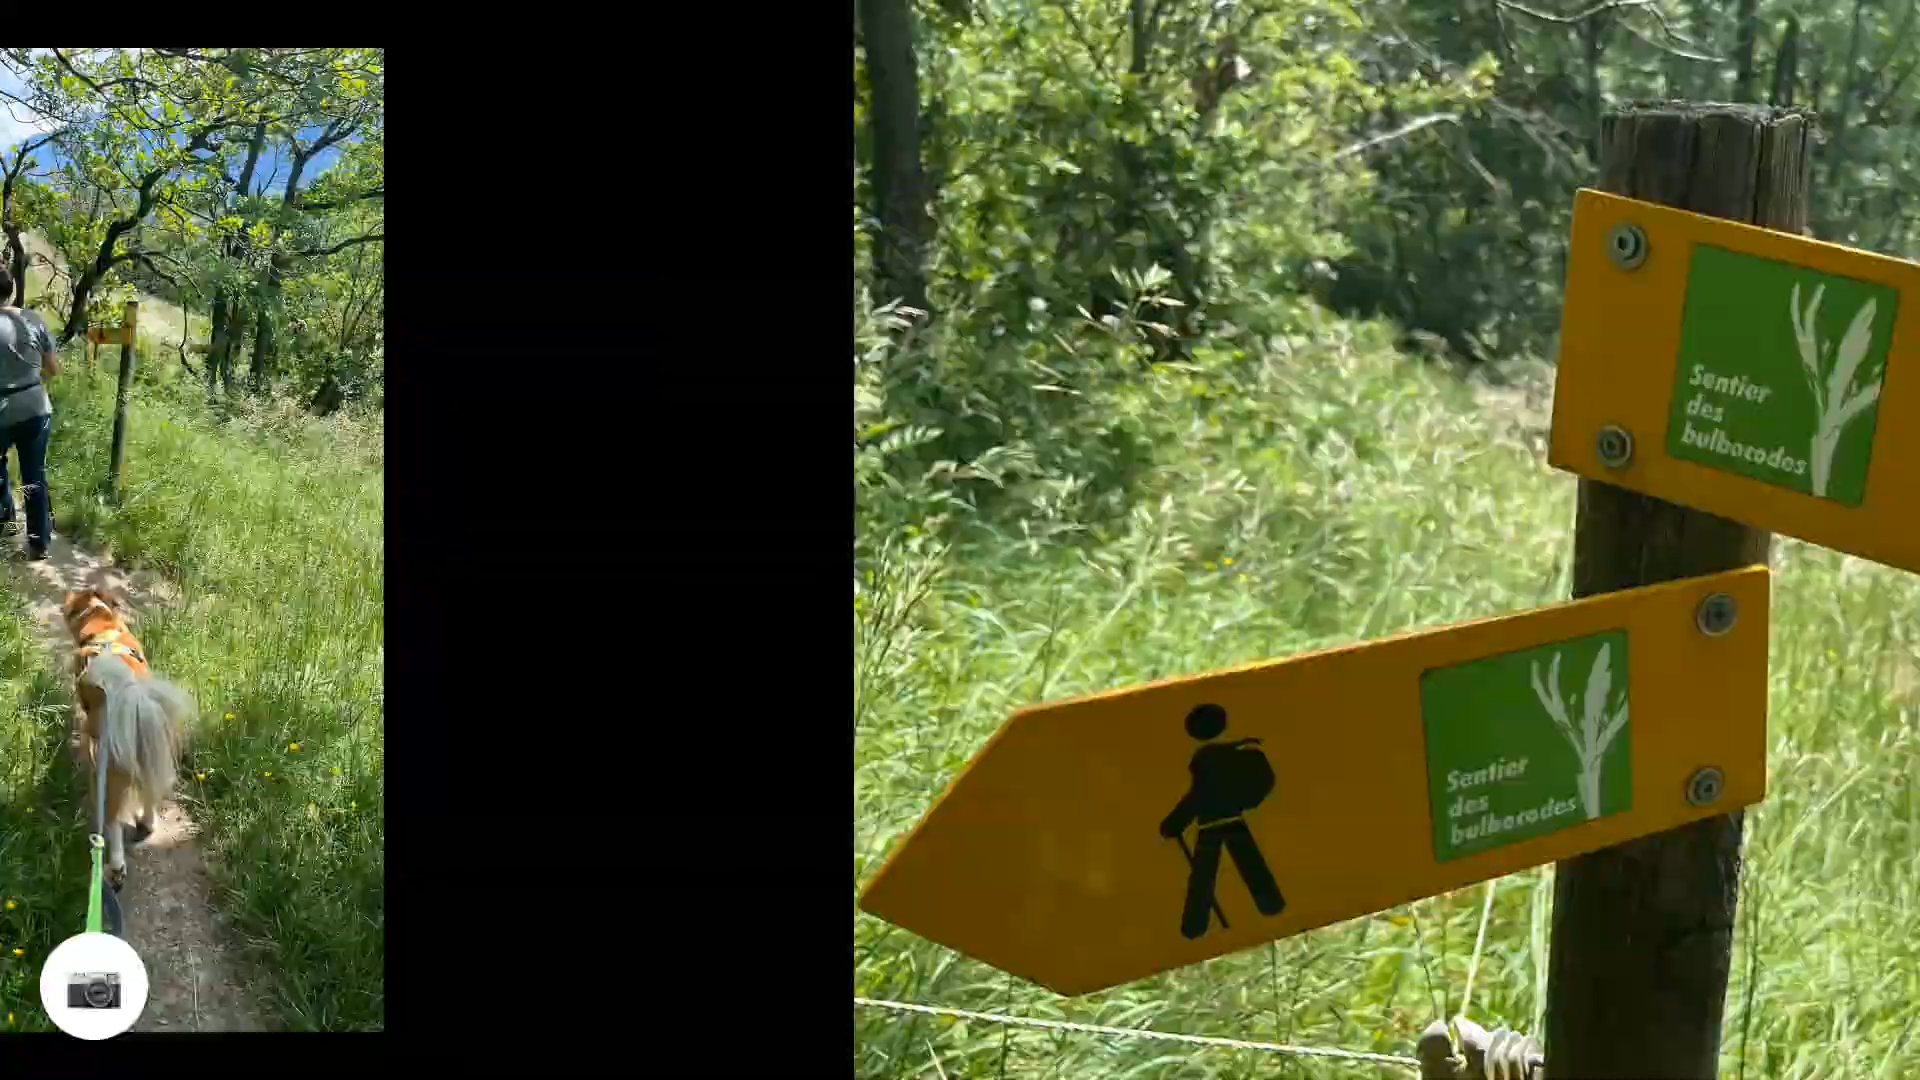 Sentier
des
bulbocodes
Sentier
des
bulbocodes